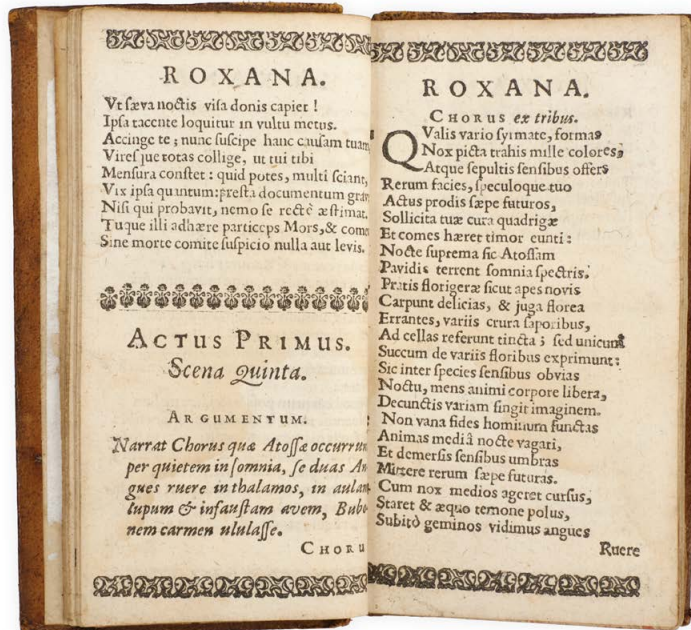 ROXANA.
Vt sæva noctis visa donis capiet!
Ipsa tacente loquitur in vultu metus.
Accinge te; nunc suscipe hanc causam tuam
Viresque totas collige, ut tui tibi
Mensura constet: quid potes, multi sciant,
Vix ipsa quantum: presta documentum grav
Nisi qui probavit, nemo se rectè æstimat.
Tuque illi adhære particeps Mors, & comes
Sine morte comite suspicio nulla aut levis.
ACTUS PRIMUS.
Scena Quinta.
ARGUMENTUM.
Narrat Chorus quæ Atossæ occurrun
per quietem insomnia, se duas An
gues ruere in thalamos, in aulam
lupum & infaustam avem, Bubo-
nem carmen ululasse.
CHORU
ROXANA.
CHORUS ex tribus.
QValis vario syrmate, formas
Nox picta trahis mille colores,
Atque sepultis sensibus offers
Rerum facies, speculoque tuo
Actus prodis sæpe futuros,
Sollicita tuæ cura quadrigæ
Et comes hæret timor eunti:
Nocte suprema sic Atossam
Pavidis terrent somnia spectris.
Pratis florigeræ sicut apes novis
Carpunt delicias, & juga florea
Errantes, variis crura saporibus,
Ad cellas referunt tincta; sed unicum
Succum de variis floribus exprimunt:
Sic inter species sensibus obvias
Noctu, mens animi corpore libera,
Decunctis variam fingit imaginem.
Non vana fides hominum functas
Animas mediâ nocte vagari,
Et demersis sensibus umbras
Mittere rerum sæpe futuras.
Cum nox medios ageret cursus,
Staret & æquo temone polus,
Subitò geminos vidimus angues
Ruere